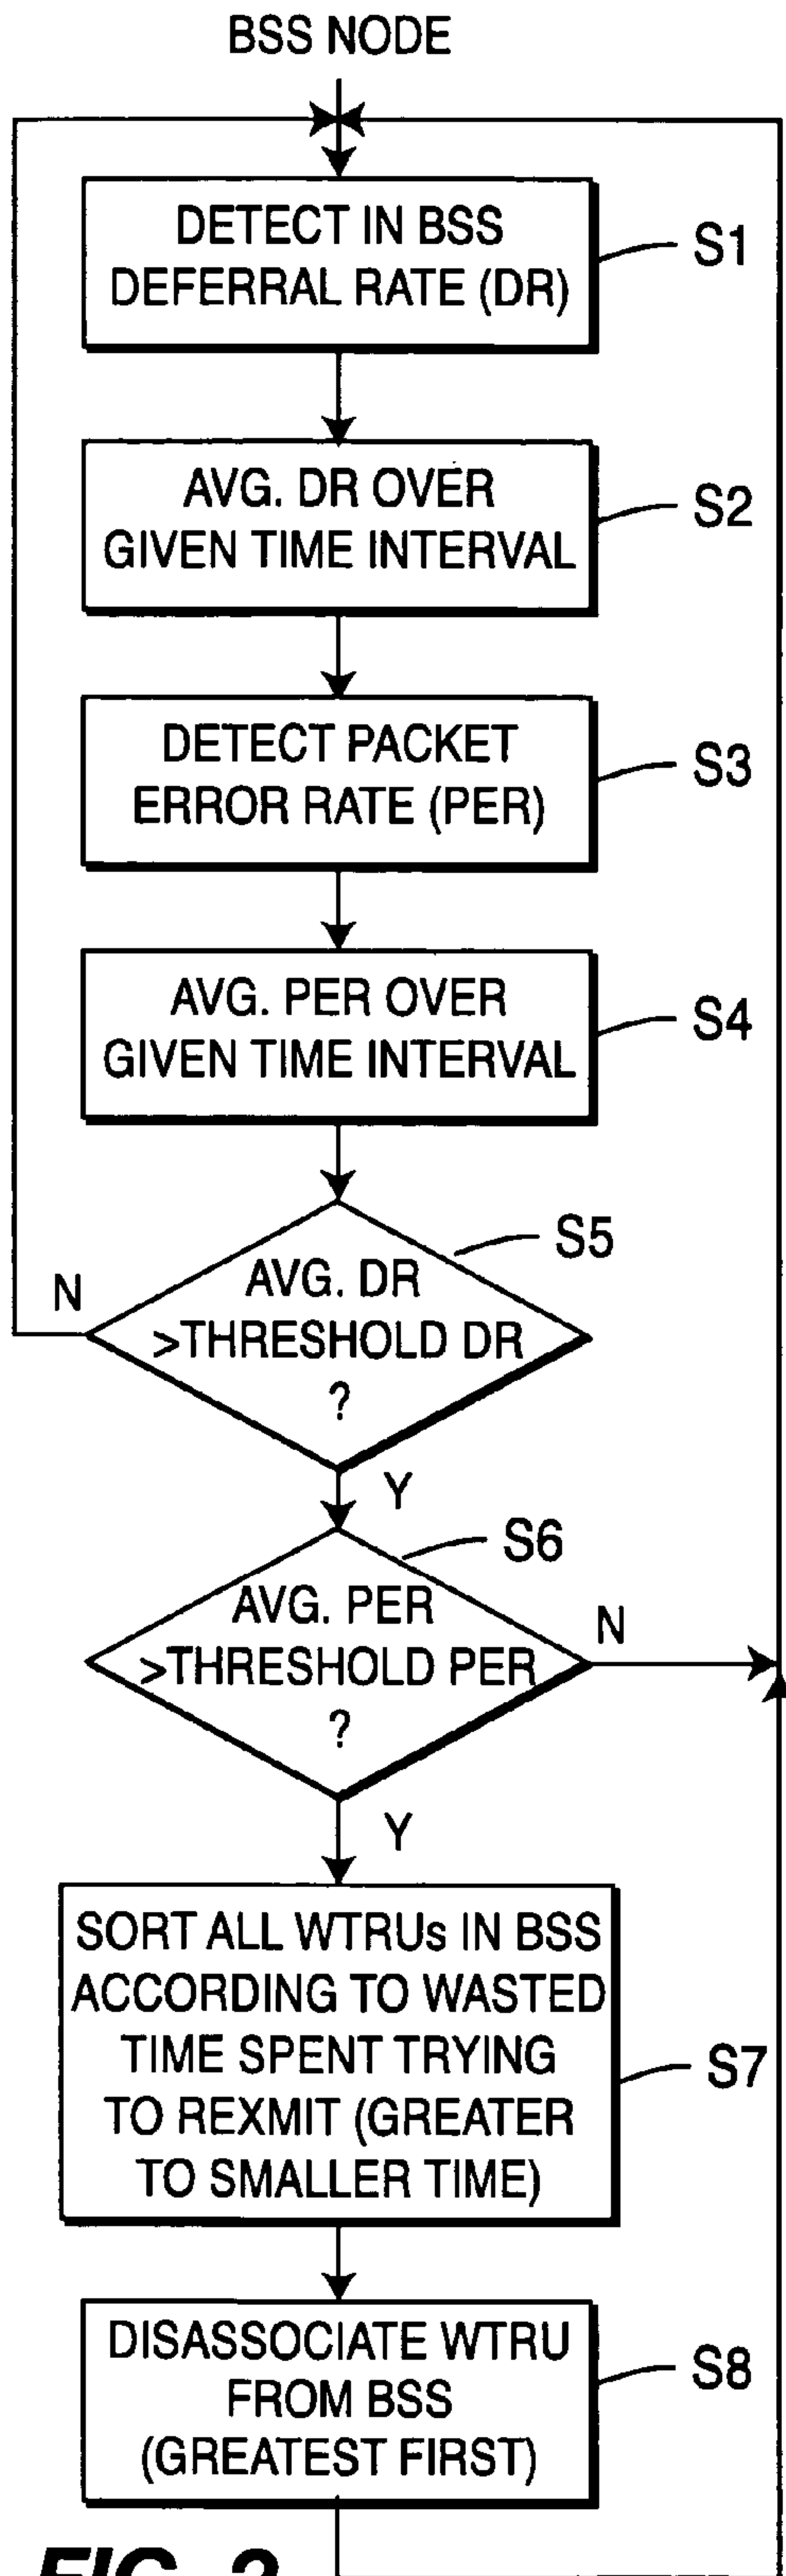 BSS NODE
DETECT IN BSS
DEFERRAL RATE (DR)
S1
AVG. DR OVER
GIVEN TIME INTERVAL
S2
DETECT PACKET
ERROR RATE (PER)
S3
AVG. PER OVER
GIVEN TIME INTERVAL
S4
S5
AVG. DR
>THRESHOLD DR
?
N
Y
S6
AVG. PER
>THRESHOLD PER
?
N
Y
SORT ALL WTRUs IN BSS
ACCORDING TO WASTED
TIME SPENT TRYING
TO REXMIT (GREATER
TO SMALLER TIME)
S7
DISASSOCIATE WTRU
FROM BSS
(GREATEST FIRST)
S8
FIG. 2